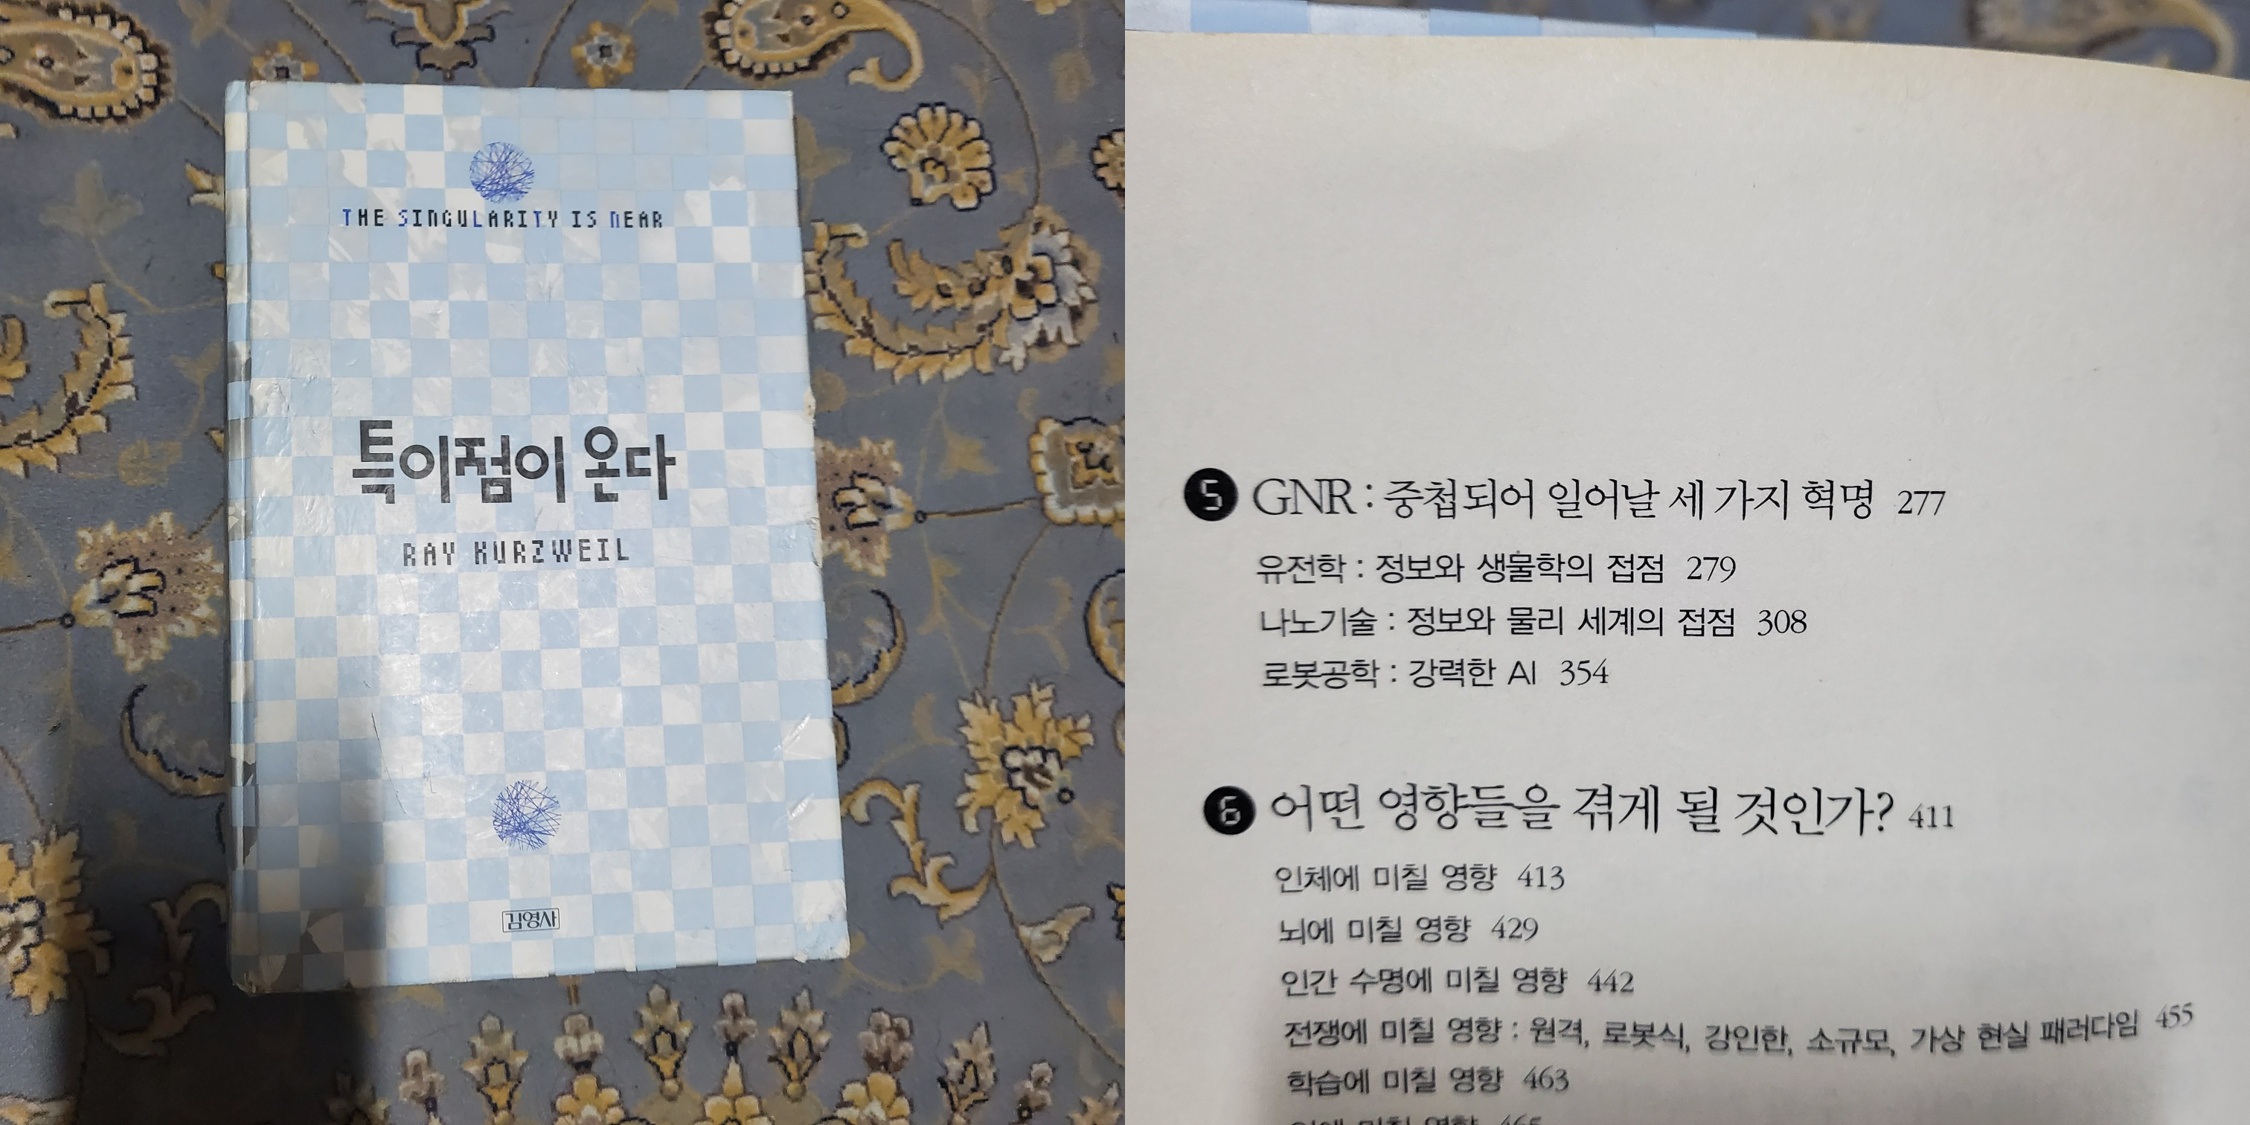 THE SINGULARITY IS NEAR
특이점이 온다
RAY KURZWEIL
김영사
5 GNR : 중첩되어 일어날 세 가지 혁명 277
유전학 : 정보와 생물학의 접점 279
나노기술 : 정보와 물리 세계의 접점 308
로봇공학 : 강력한 AI 354
6 어떤 영향들을 겪게 될 것인가? 411
인체에 미칠 영향 413
뇌에 미칠 영향 429
인간 수명에 미칠 영향 442
전쟁에 미칠 영향 : 원격, 로봇식, 강인한, 소규모, 가상 현실 패러다임 455
학습에 미칠 영향 463
미칠 영향 465